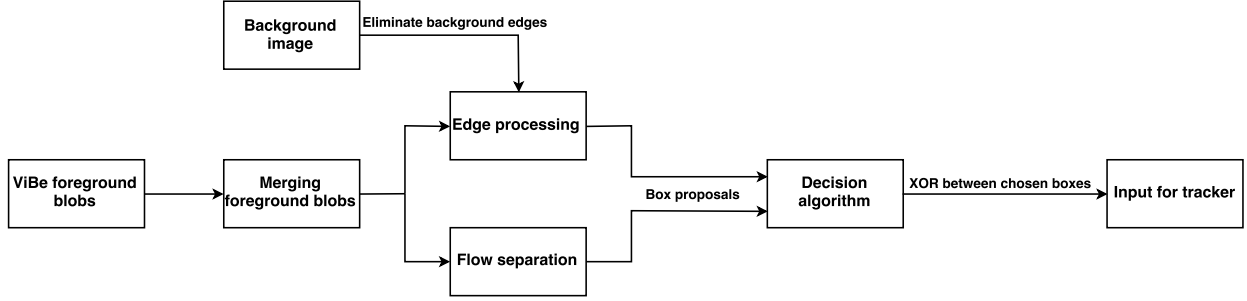 Background
image
Eliminate background edges
Edge processing
ViBe foreground
blobs
Merging
foreground blobs
Flow separation
Box proposals
Decision
algorithm
XOR between chosen boxes
Input for tracker